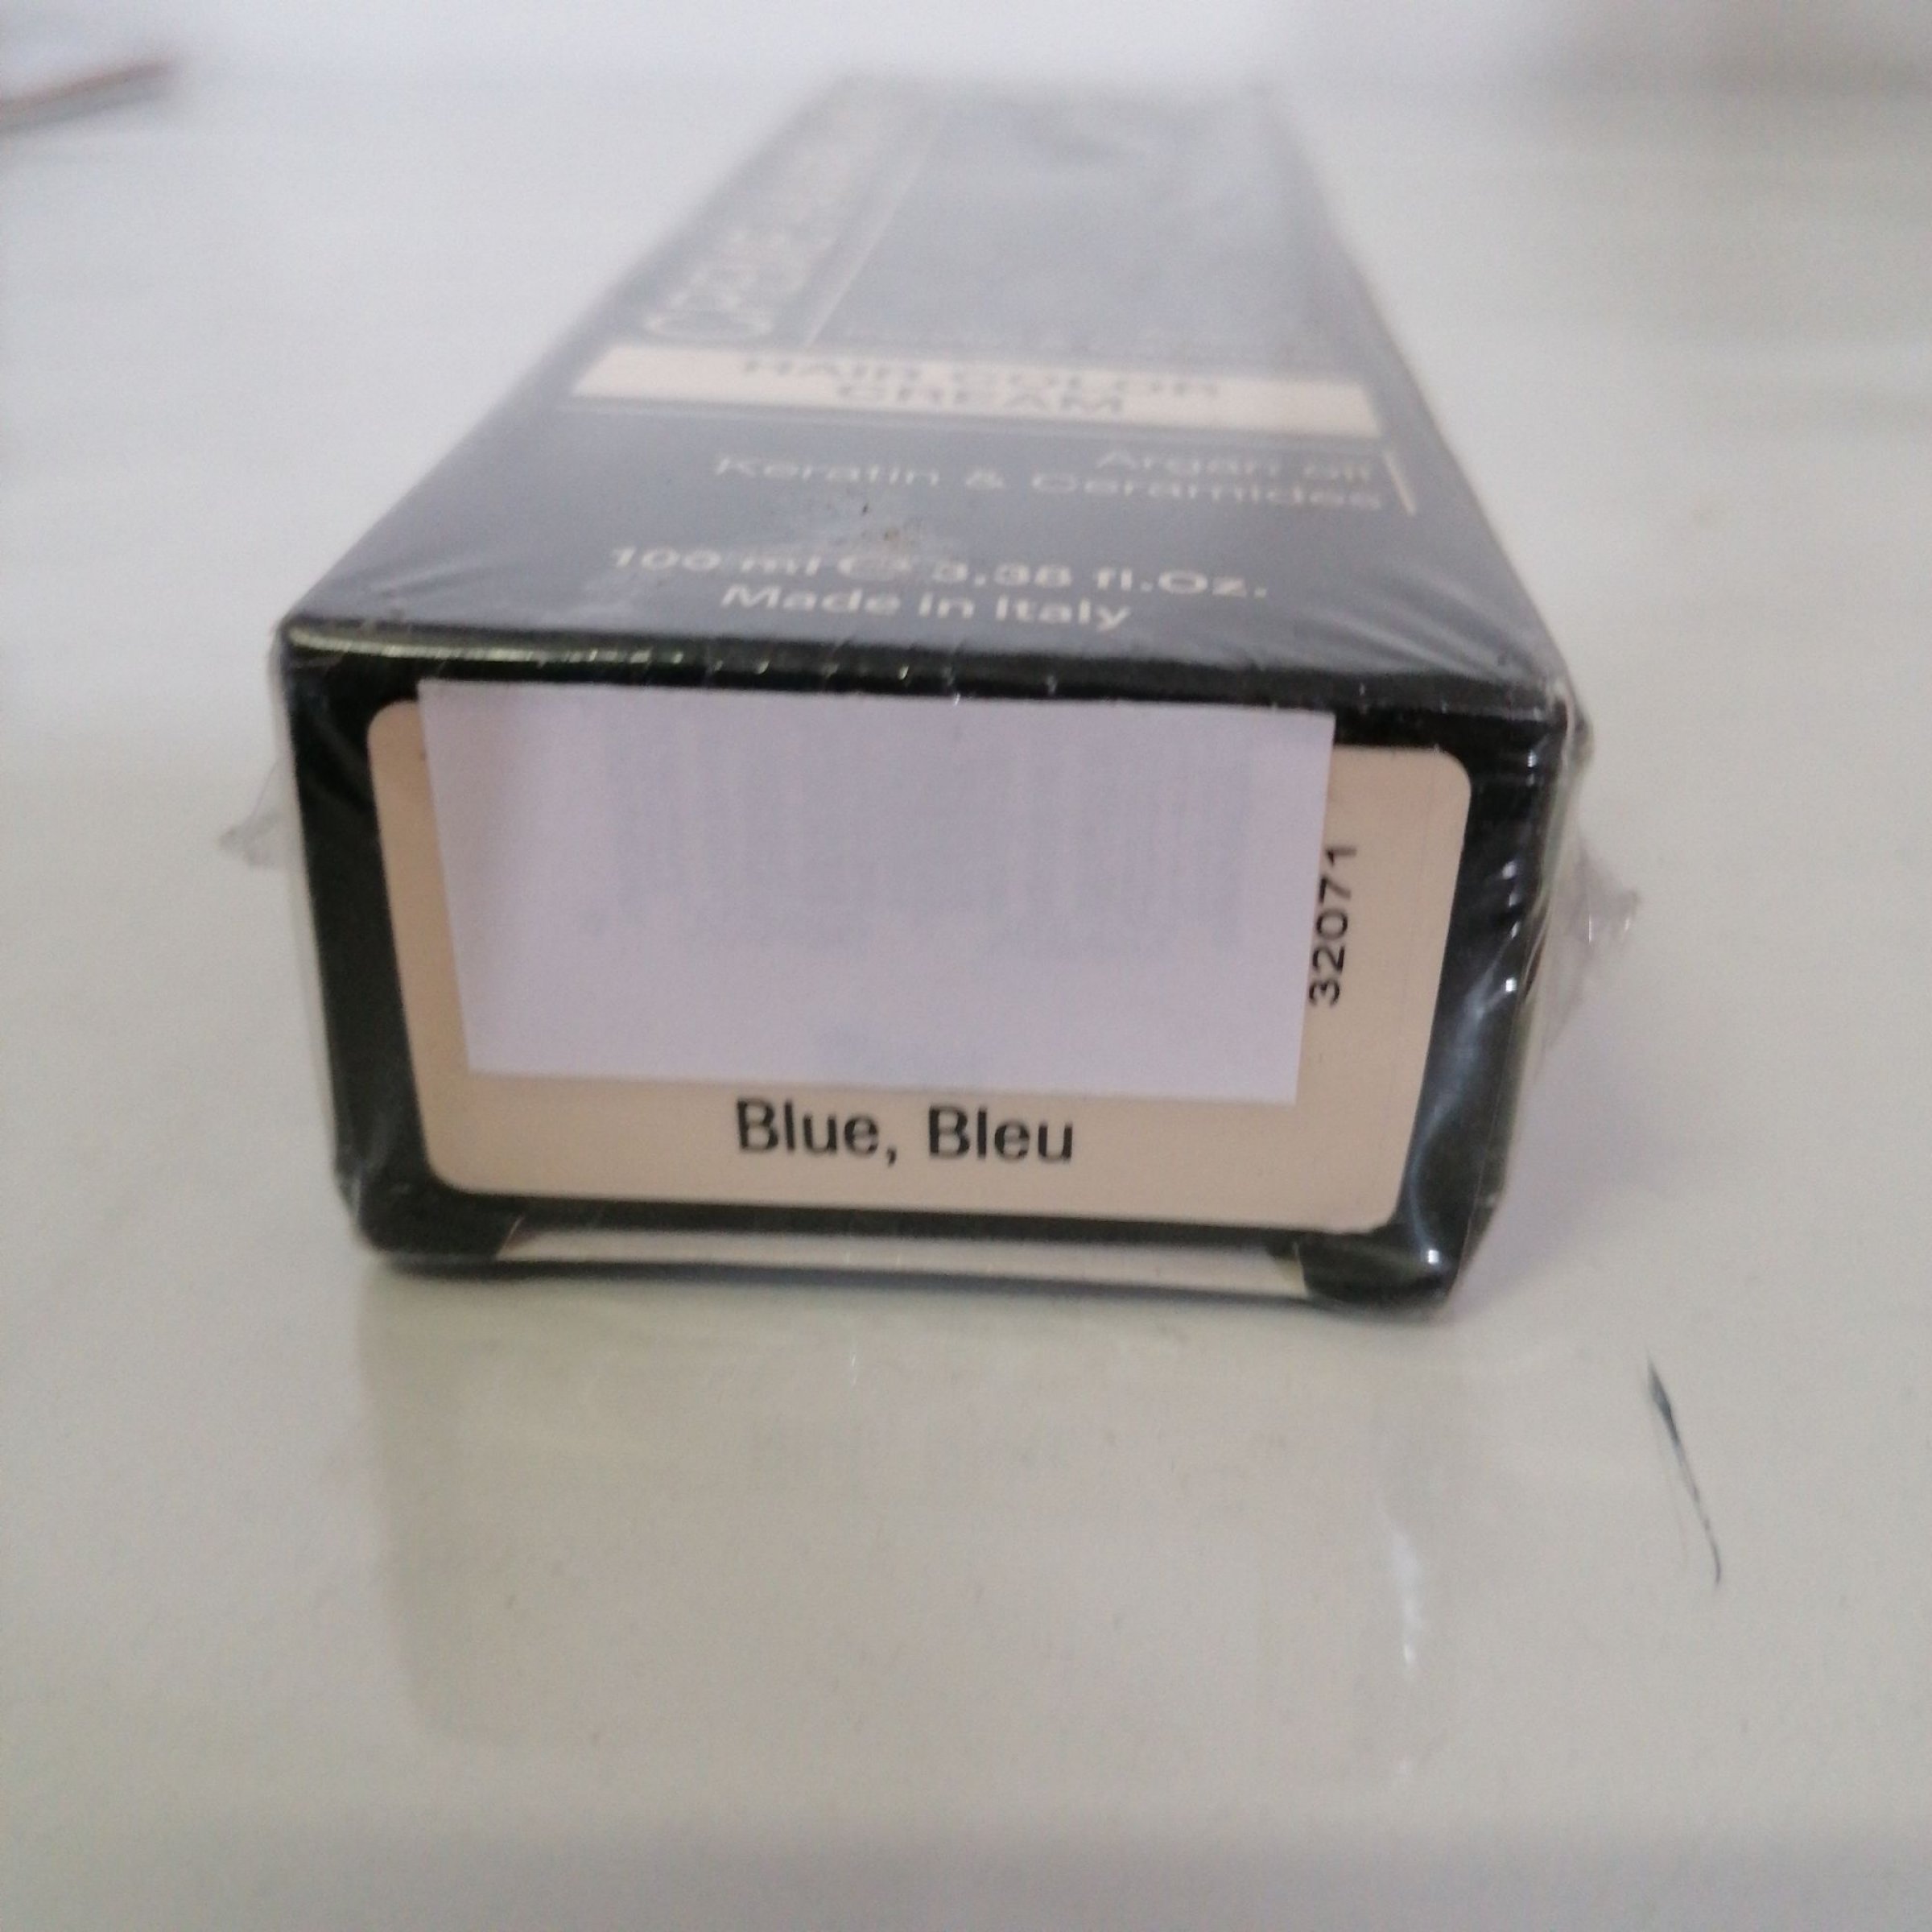 CREME
HAIR COLOR
CREAM
Argan oil
Keratin & Ceramides
100 ml ℮ 3,38 fl.Oz.
Made in Italy
32071
Blue, Bleu